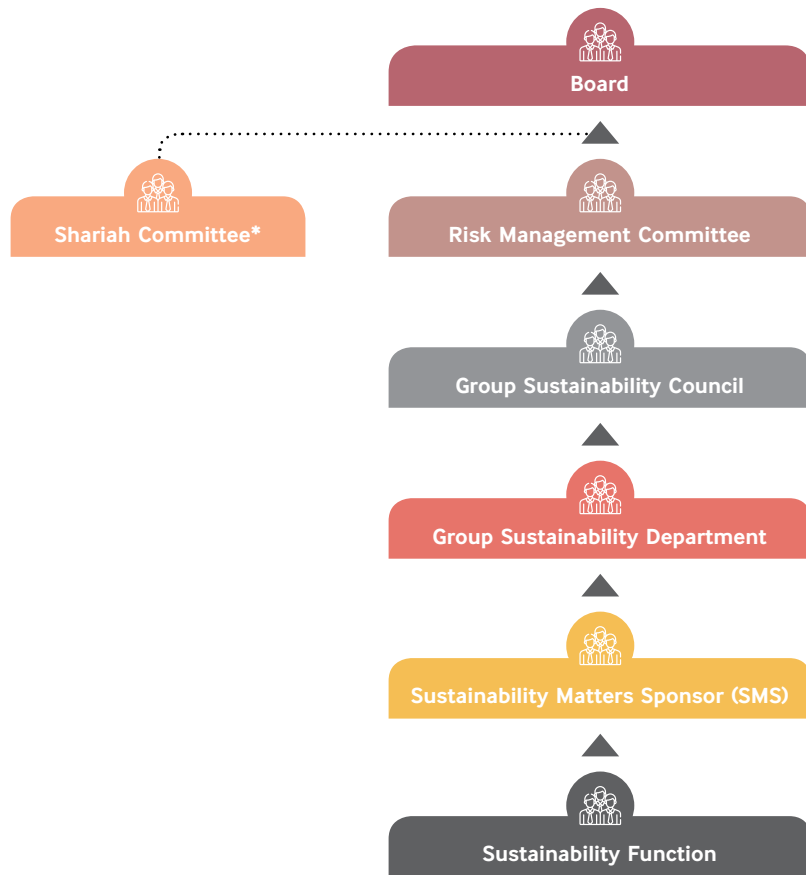 Board
Shariah Committee*
Risk Management Committee
Group Sustainability Council
Group Sustainability Department
Sustainability Matters Sponsor (SMS)
Sustainability Function